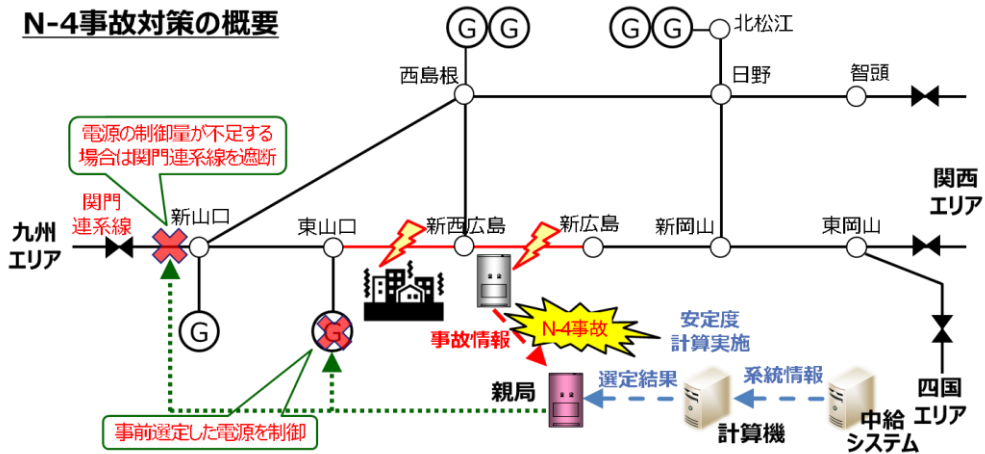 N-4事故対策の概要
G G
G G
北松江
西島根
日野
智頭
電源の制御量が不足する
場合は関門連系線を遮断
関門
連系線
新山口
東山口
新西広島
新広島
新岡山
東岡山
関西
エリア
九州
エリア
G
G
事故情報
N-4事故
安定度
計算実施
親局
選定結果
系統情報
計算機
中給
システム
四国
エリア
事前選定した電源を制御